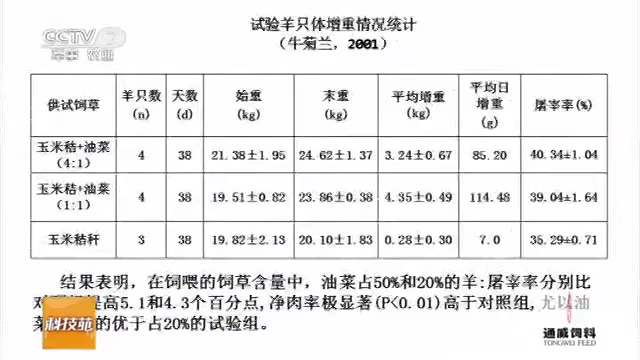 CCTV 7
军事 农业
试验羊只体增重情况统计
(牛菊兰, 2001)
供试饲草 羊只数(n) 天数(d) 始重(kg) 末重(kg) 平均增重(kg) 平均日增重(g) 屠宰率(%)
玉米秸+油菜(4:1) 4 38 21.38±1.95 24.62±1.37 3.24±0.67 85.20 40.34±1.04
玉米秸+油菜(1:1) 4 38 19.51±0.82 23.86±0.38 4.35±0.49 114.48 39.04±1.64
玉米秸秆 3 38 19.82±2.13 20.10±1.83 0.28±0.30 7.0 35.29±0.71
结果表明, 在饲喂的饲草含量中, 油菜占50%和20%的羊:屠宰率分别比
对 提高5.1和4.3个百分点,净肉率极显著(P<0.01)高于对照组, 尤以油
菜 的优于占20%的试验组。
科技苑
通威饲料
TONGWEI FEED